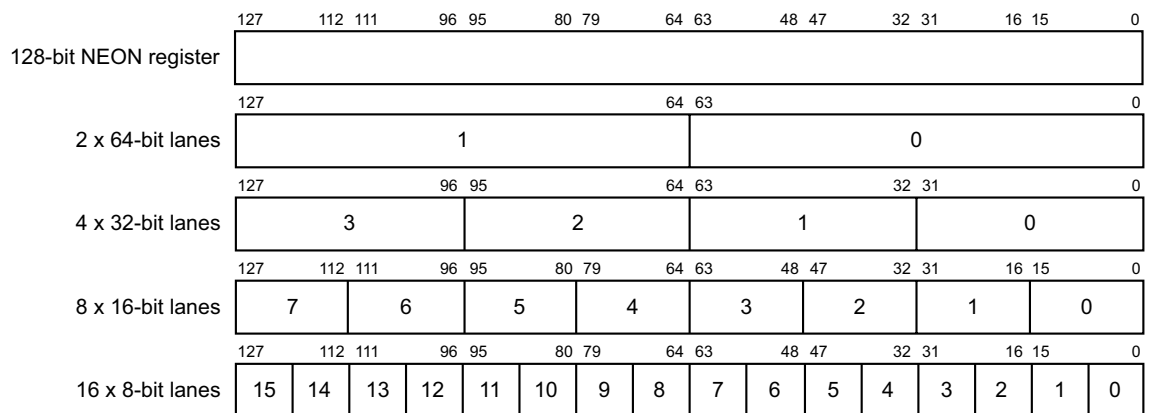 127 112 111 96 95 80 79 64 63 48 47 32 31 16 15 0
128-bit NEON register
127 64 63 0
2 x 64-bit lanes 1 0
127 96 95 64 63 32 31 0
4 x 32-bit lanes 3 2 1 0
127 112 111 96 95 80 79 64 63 48 47 32 31 16 15 0
8 x 16-bit lanes 7 6 5 4 3 2 1 0
127 112 111 96 95 80 79 64 63 48 47 32 31 16 15 0
16 x 8-bit lanes 15 14 13 12 11 10 9 8 7 6 5 4 3 2 1 0